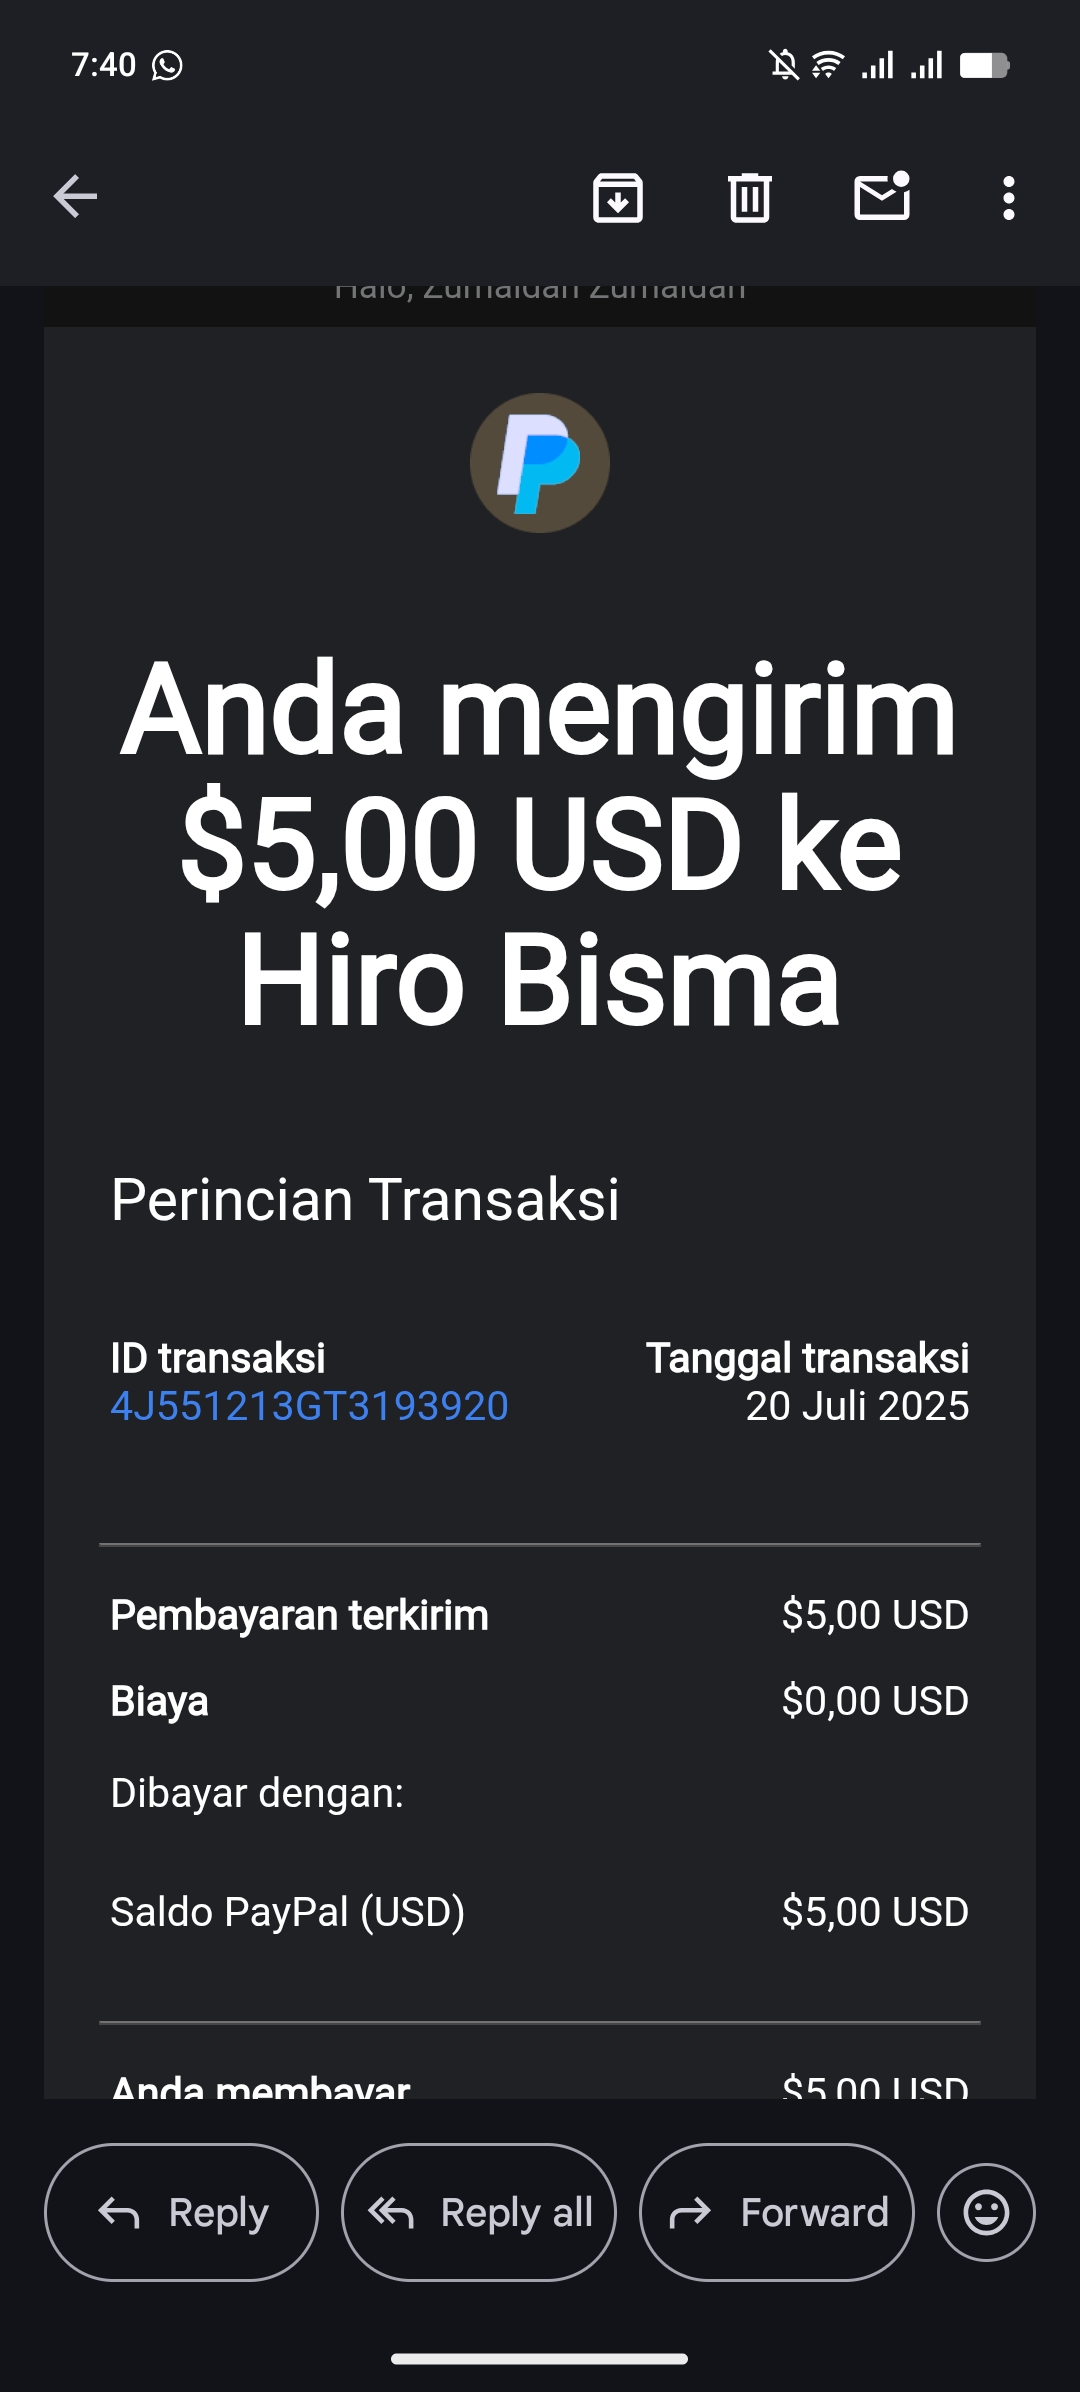 7:40
Halo, Zumaidah Zumaidah
Anda mengirim
$5,00 USD ke
Hiro Bisma
Perincian Transaksi
ID transaksi
4J551213GT3193920
Tanggal transaksi
20 Juli 2025
Pembayaran terkirim $5,00 USD
Biaya $0,00 USD
Dibayar dengan:
Saldo PayPal (USD) $5,00 USD
Anda membayar $5,00 USD
Reply
Reply all
Forward